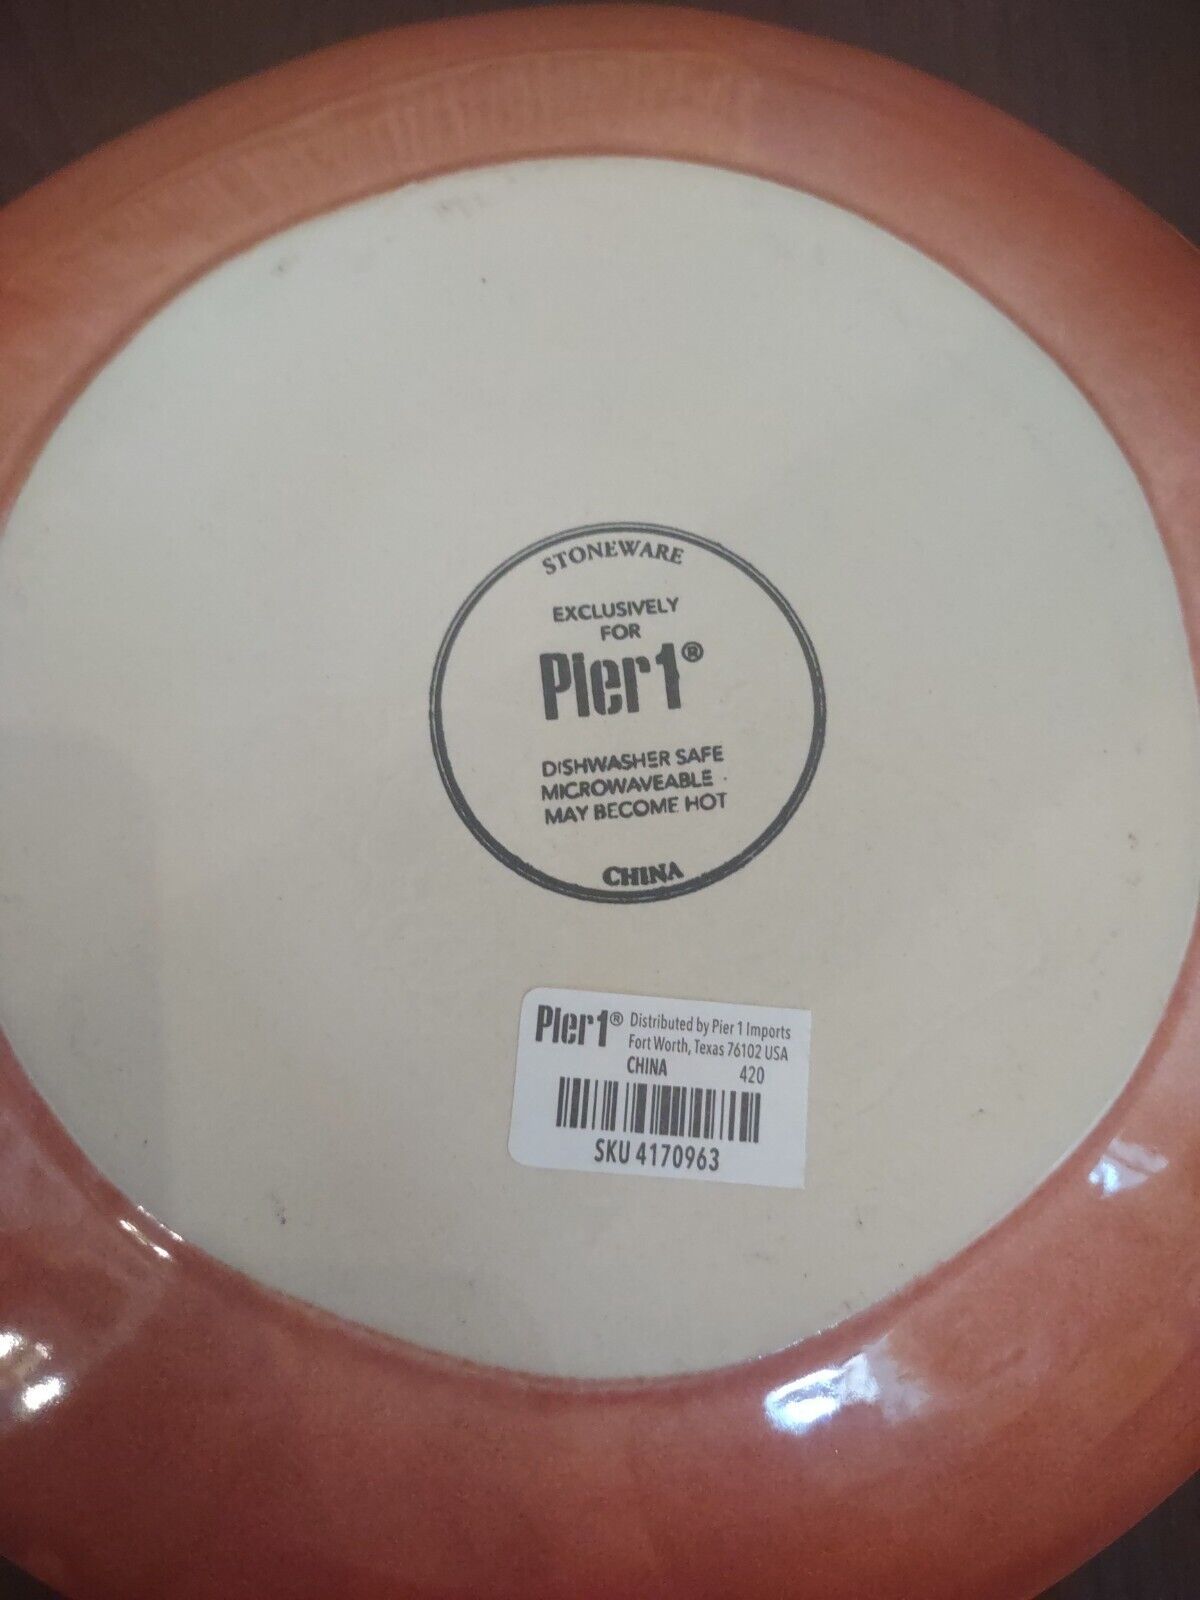 STONEWARE
EXCLUSIVELY
FOR
Pier1®
DISHWASHER SAFE
MICROWAVEABLE
MAY BECOME HOT
CHINA
Pier1® Distributed by Pier 1 Imports
Fort Worth, Texas 76102 USA
CHINA 420
SKU 4170963